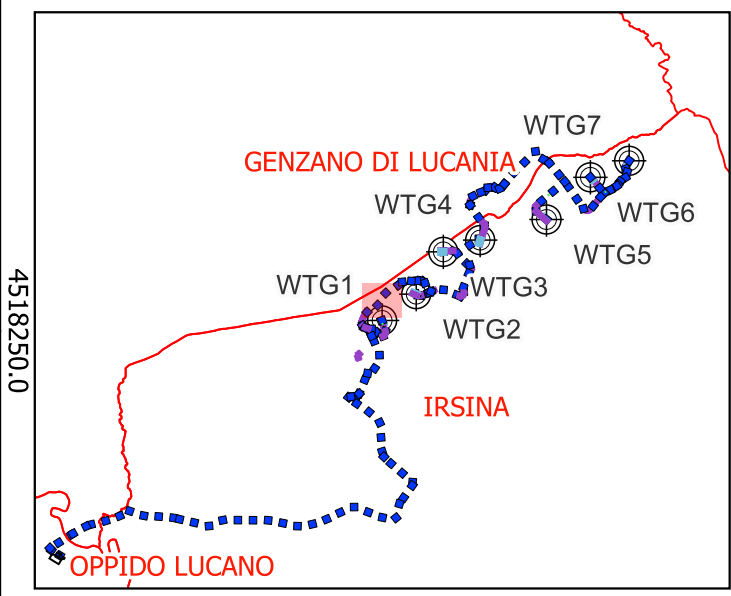 WTG7
GENZANO DI LUCANIA
WTG4
WTG6
WTG5
WTG1
WTG3
WTG2
4518250.0
IRSINA
OPPIDO LUCANO